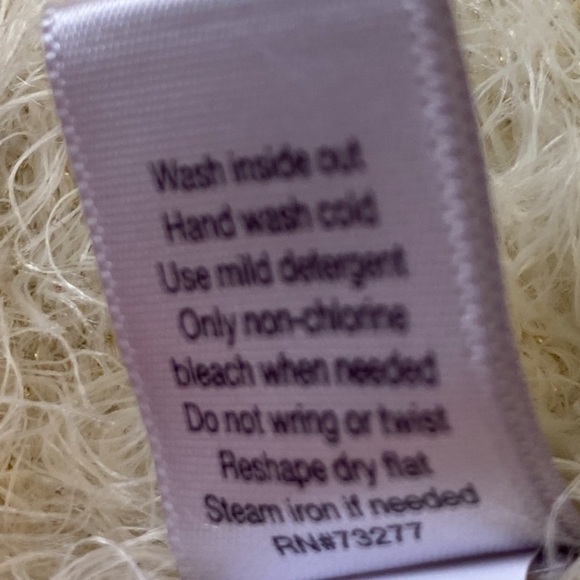 Wash inside out
Hand wash cold
Use mild detergent
Only non-chlorine
bleach when needed
Do not wring or twist
Reshape dry flat
Steam iron if needed
RN#73277